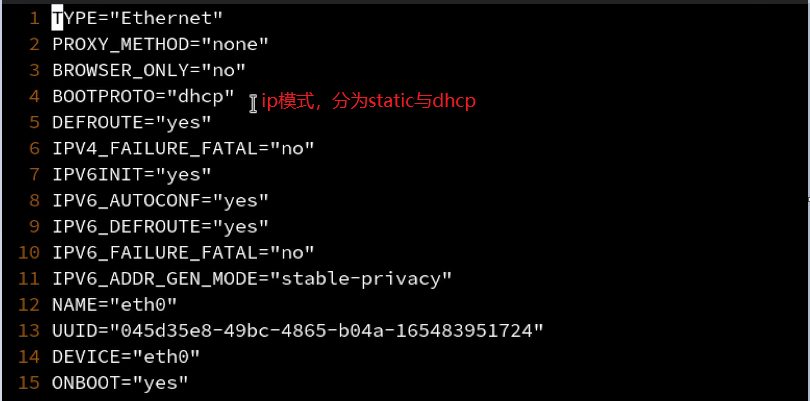 1 TYPE="Ethernet"
2 PROXY_METHOD="none"
3 BROWSER_ONLY="no"
4 BOOTPROTO="dhcp" ip模式，分为static与dhcp
5 DEFROUTE="yes"
6 IPV4_FAILURE_FATAL="no"
7 IPV6INIT="yes"
8 IPV6_AUTOCONF="yes"
9 IPV6_DEFROUTE="yes"
10 IPV6_FAILURE_FATAL="no"
11 IPV6_ADDR_GEN_MODE="stable-privacy"
12 NAME="eth0"
13 UUID="045d35e8-49bc-4865-b04a-165483951724"
14 DEVICE="eth0"
15 ONBOOT="yes"